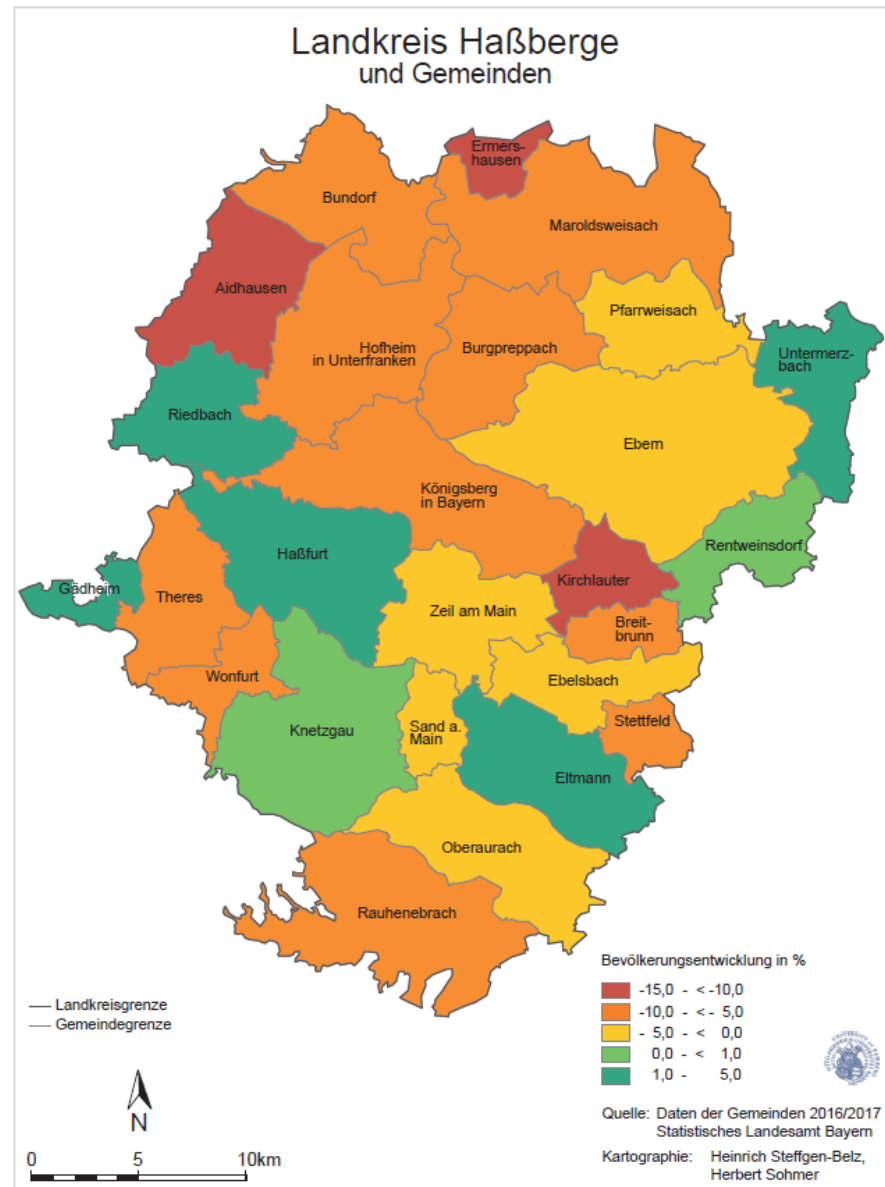 Landkreis Haßberge
und Gemeinden
Ermers-
hausen
Bundorf
Maroldsweisach
Aidhausen
Pfarrweisach
Hofheim
in Unterfranken
Burgpreppach
Untermerz-
bach
Riedbach
Ebern
Königsberg
in Bayern
Rentweinsdorf
Haßfurt
Kirchlauter
Gädheim
Theres
Zeil am Main
Breit-
brunn
Wonfurt
Ebelsbach
Stettfeld
Knetzgau
Sand a.
Main
Eltmann
Oberaurach
Rauhenebrach
Bevölkerungsentwicklung in %
-15,0 - < -10,0
-10,0 - < - 5,0
- 5,0 - < 0,0
0,0 - < 1,0
1,0 - 5,0
Landkreisgrenze
Gemeindegrenze
N
0 5 10km
Quelle: Daten der Gemeinden 2016/2017
Statistisches Landesamt Bayern
Kartographie: Heinrich Steffgen-Belz,
Herbert Sohmer